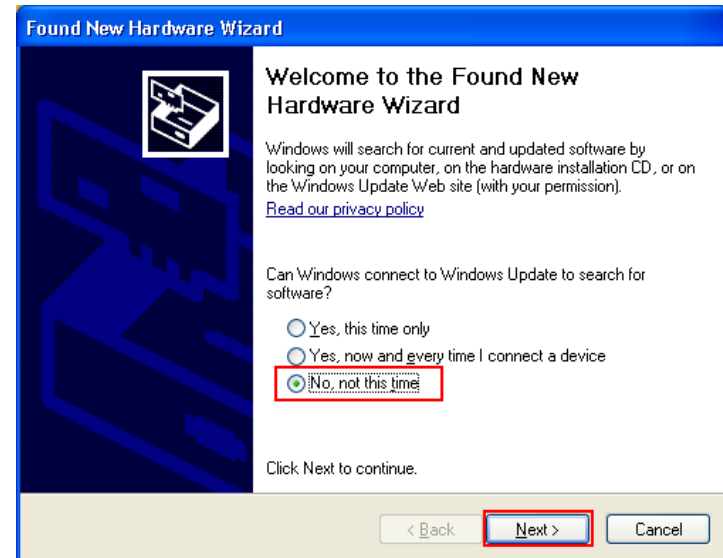 Found New Hardware Wizard
Welcome to the Found New
Hardware Wizard
Windows will search for current and updated software by
looking on your computer, on the hardware installation CD, or on
the Windows Update Web site (with your permission).
Read our privacy policy
Can Windows connect to Windows Update to search for
software?
Yes, this time only
Yes, now and every time I connect a device
No, not this time
Click Next to continue.
< Back
Next >
Cancel